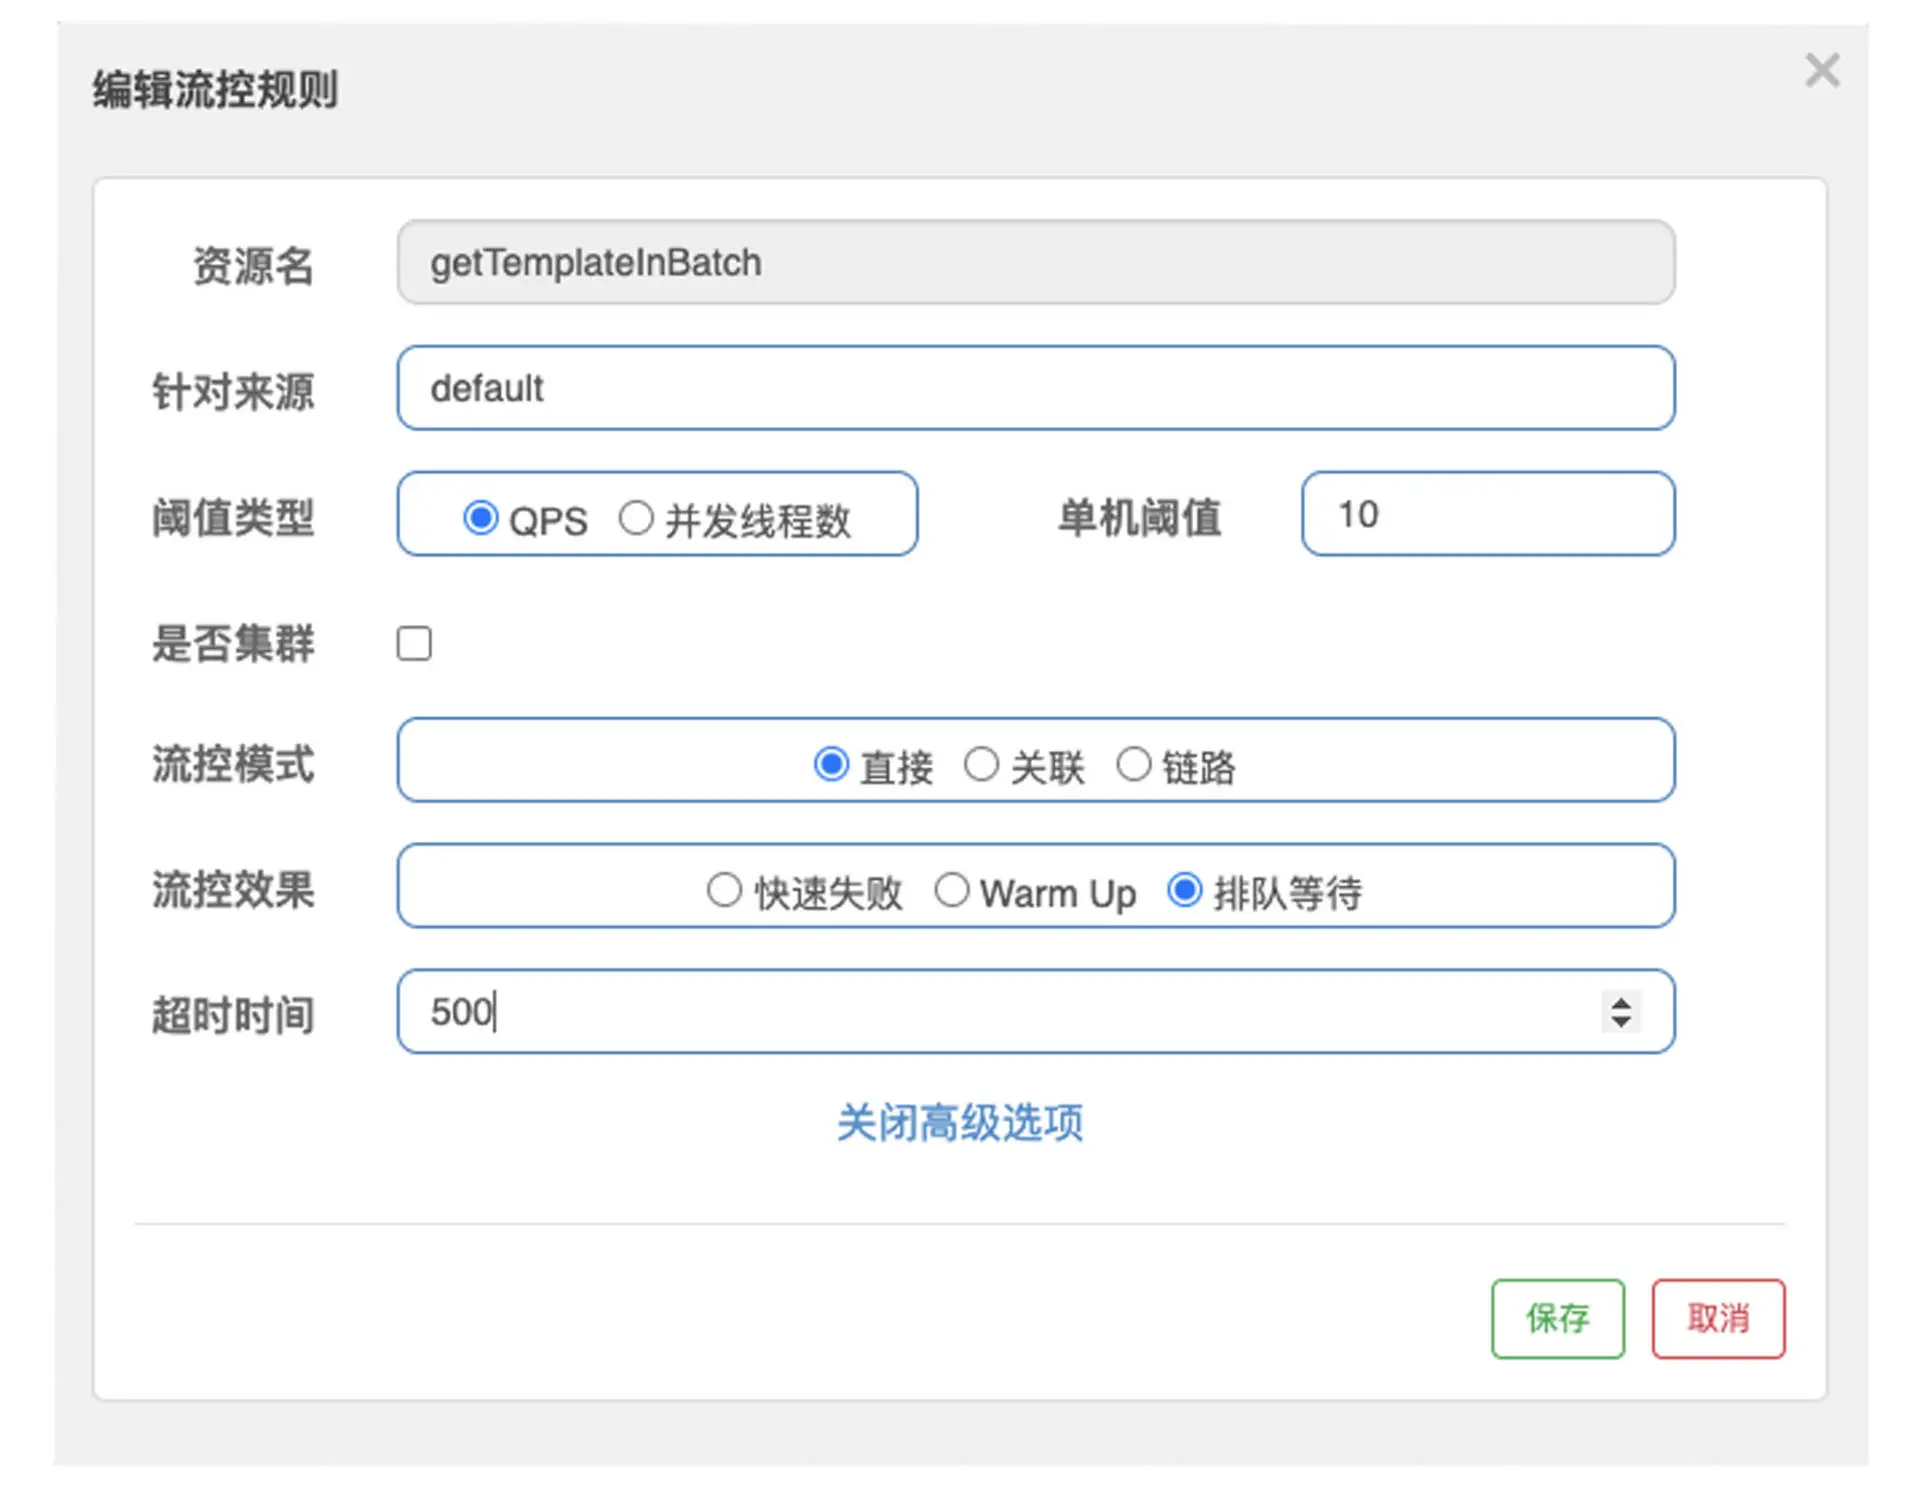 编辑流控规则
资源名 getTemplateInBatch
针对来源 default
阈值类型 QPS 并发线程数 单机阈值 10
是否集群
流控模式 直接 关联 链路
流控效果 快速失败 Warm Up 排队等待
超时时间 500
关闭高级选项
保存 取消